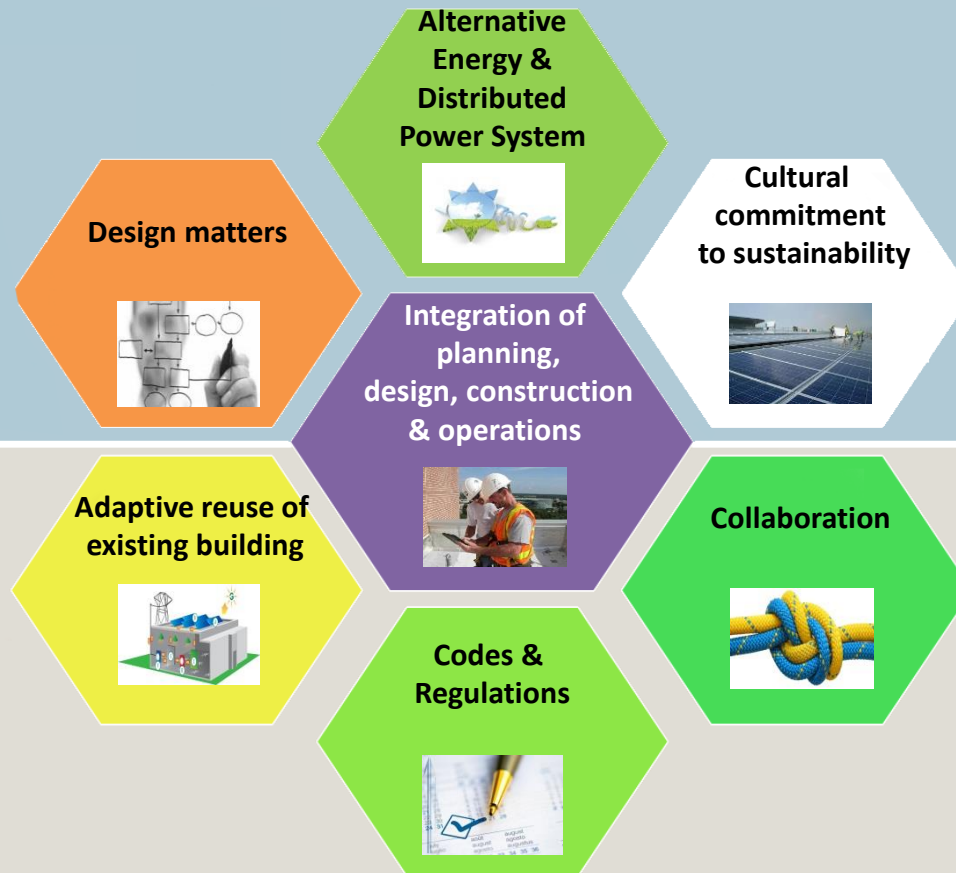 Alternative
Energy &
Distributed
Power System
Design matters
Cultural
commitment
to sustainability
Integration of
planning,
design, construction
& operations
Adaptive reuse of
existing building
Collaboration
Codes &
Regulations